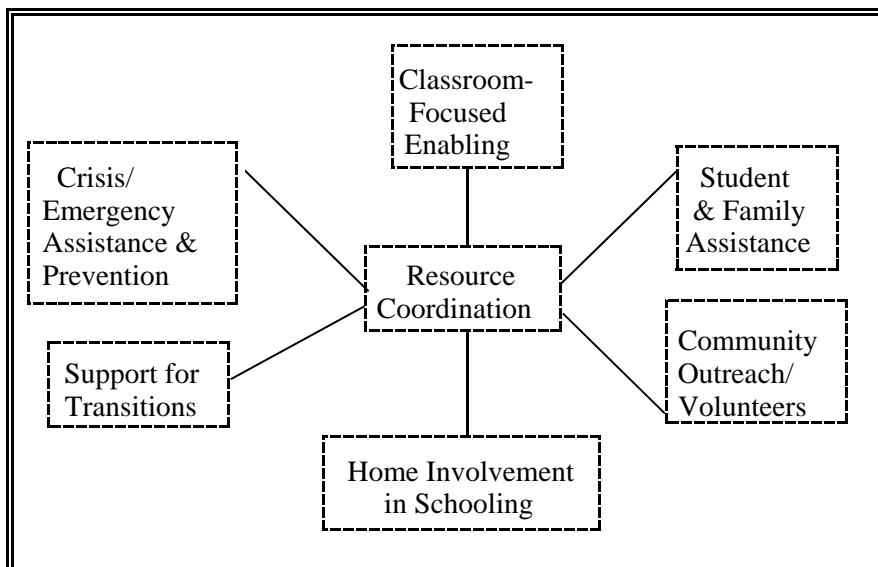 Classroom-
Focused
Enabling
Crisis/
Emergency
Assistance &
Prevention
Student
& Family
Assistance
Resource
Coordination
Support for
Transitions
Community
Outreach/
Volunteers
Home Involvement
in Schooling